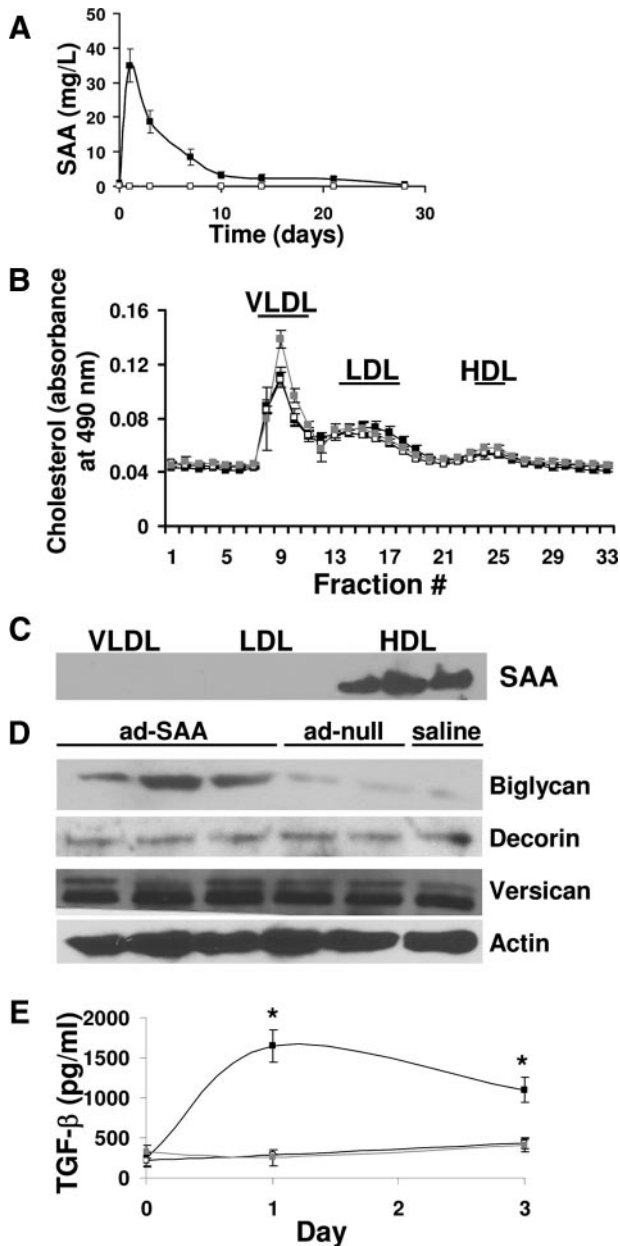 A
SAA (mg/L)
50
40
30
20
10
0
0 10 20 30
Time (days)
B
Cholesterol (absorbance
at 490 nm)
0.16
0.12
0.08
0.04
0
VLDL
LDL
HDL
1 5 9 13 17 21 25 29 33
Fraction #
C
VLDL LDL HDL
SAA
D
ad-SAA ad-null saline
Biglycan
Decorin
Versican
Actin
E
TGF-β (pg/ml)
2000
1500
1000
500
0
*
*
0 1 2 3
Day